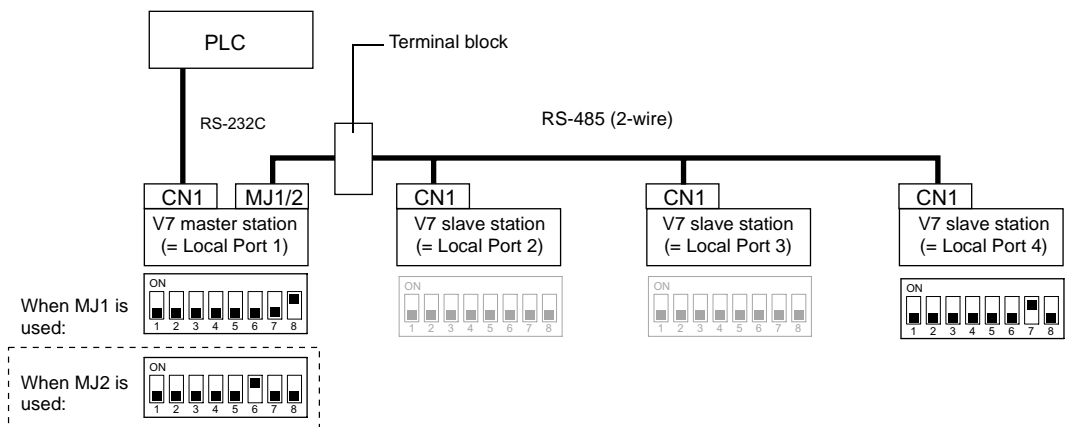 PLC
Terminal block
RS-232C
RS-485 (2-wire)
CN1
MJ1/2
CN1
CN1
CN1
V7 master station
(= Local Port 1)
V7 slave station
(= Local Port 2)
V7 slave station
(= Local Port 3)
V7 slave station
(= Local Port 4)
When MJ1 is
used:
ON
1 2 3 4 5 6 7 8
ON
1 2 3 4 5 6 7 8
ON
1 2 3 4 5 6 7 8
ON
1 2 3 4 5 6 7 8
When MJ2 is
used:
ON
1 2 3 4 5 6 7 8